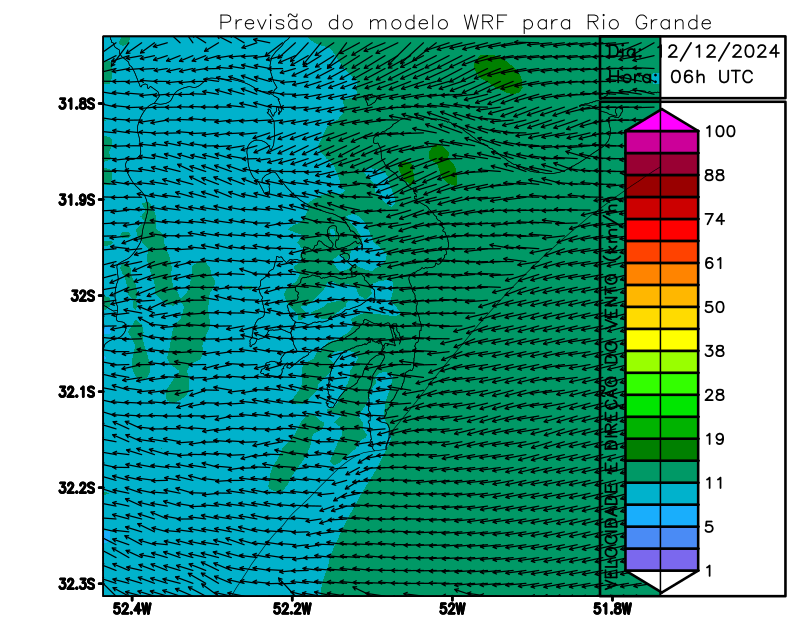 Previsão do modelo WRF para Rio Grande
Dia: 12/12/2024
Hora: 06h UTC
31.8S
31.9S
32S
32.1S
32.2S
32.3S
52.4W
52.2W
52W
51.8W
VELOCIDADE E DIRECAO DO VENTO (km/h)
100
88
74
61
50
38
28
19
11
5
1